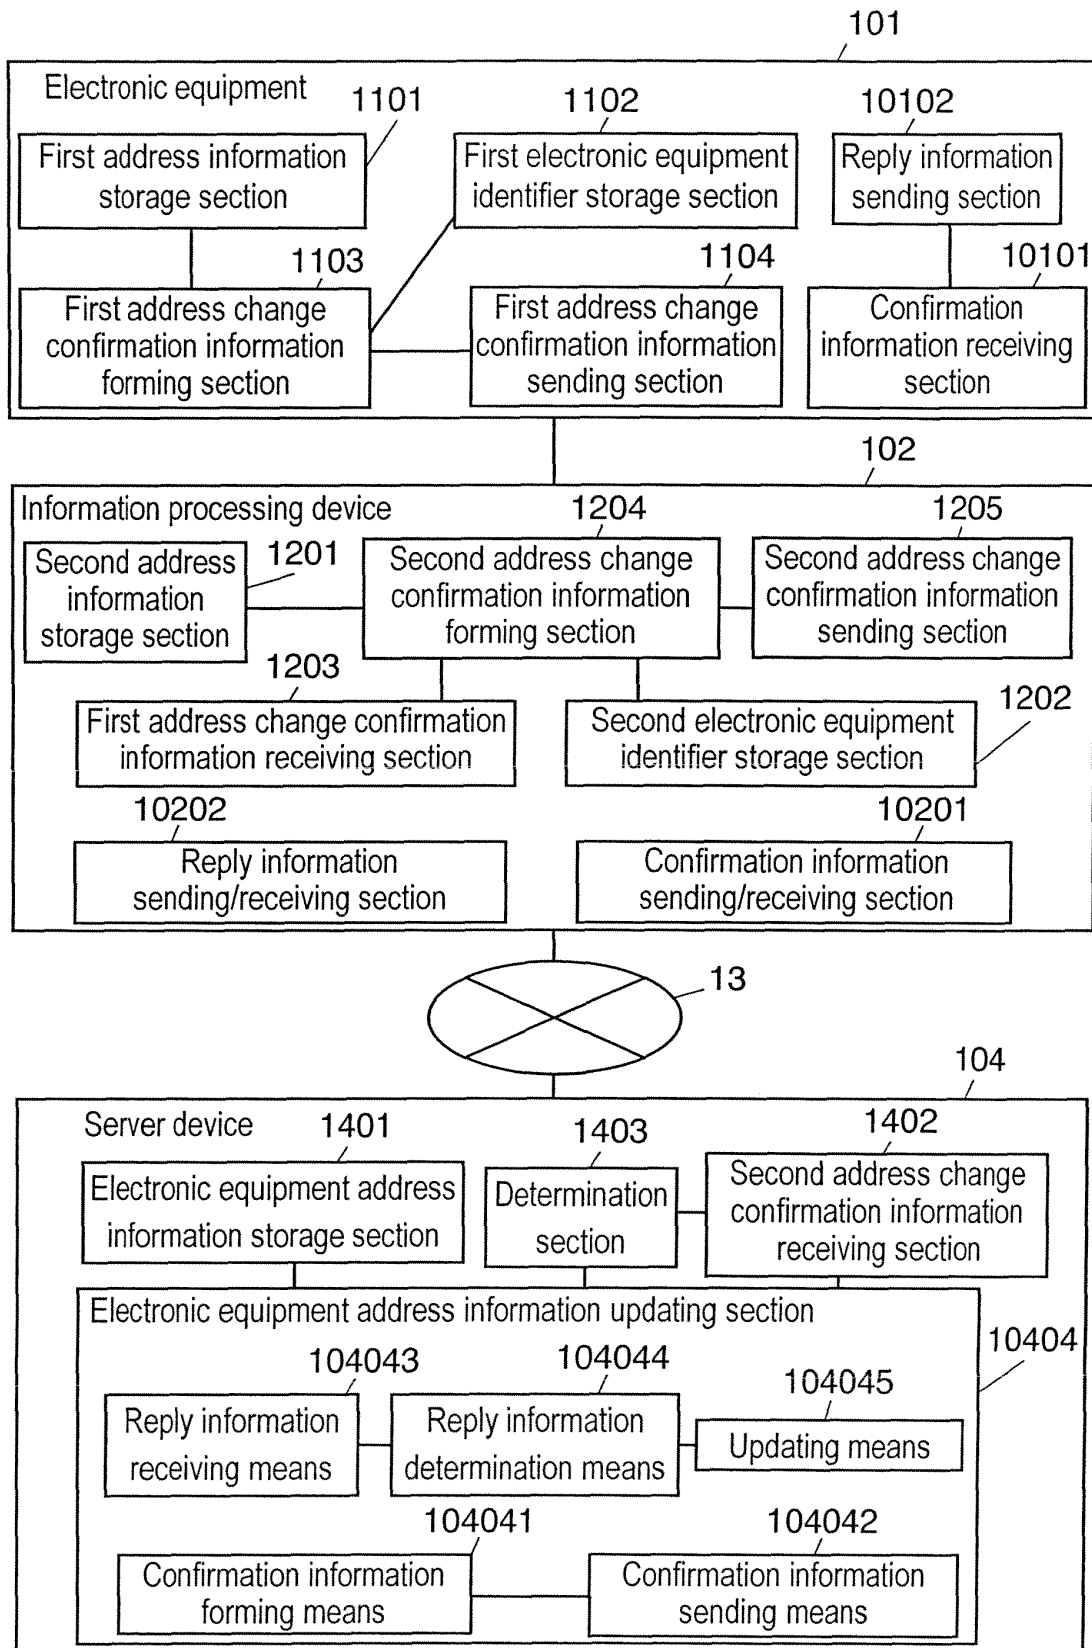 101
Electronic equipment
1101
1102
10102
First address information
storage section
First electronic equipment
identifier storage section
Reply information
sending section
1103
1104
10101
First address change
confirmation information
forming section
First address change
confirmation information
sending section
Confirmation
information receiving
section
102
Information processing device
1204
1205
1201
Second address
information
storage section
Second address change
confirmation information
forming section
Second address change
confirmation information
sending section
1203
1202
First address change confirmation
information receiving section
Second electronic equipment
identifier storage section
10202
10201
Reply information
sending/receiving section
Confirmation information
sending/receiving section
13
104
Server device
1401
1403
1402
Electronic equipment address
information storage section
Determination
section
Second address change
confirmation information
receiving section
Electronic equipment address information updating section
10404
104043
104044
104045
Reply information
receiving means
Reply information
determination means
Updating means
104041
104042
Confirmation information
forming means
Confirmation information
sending means